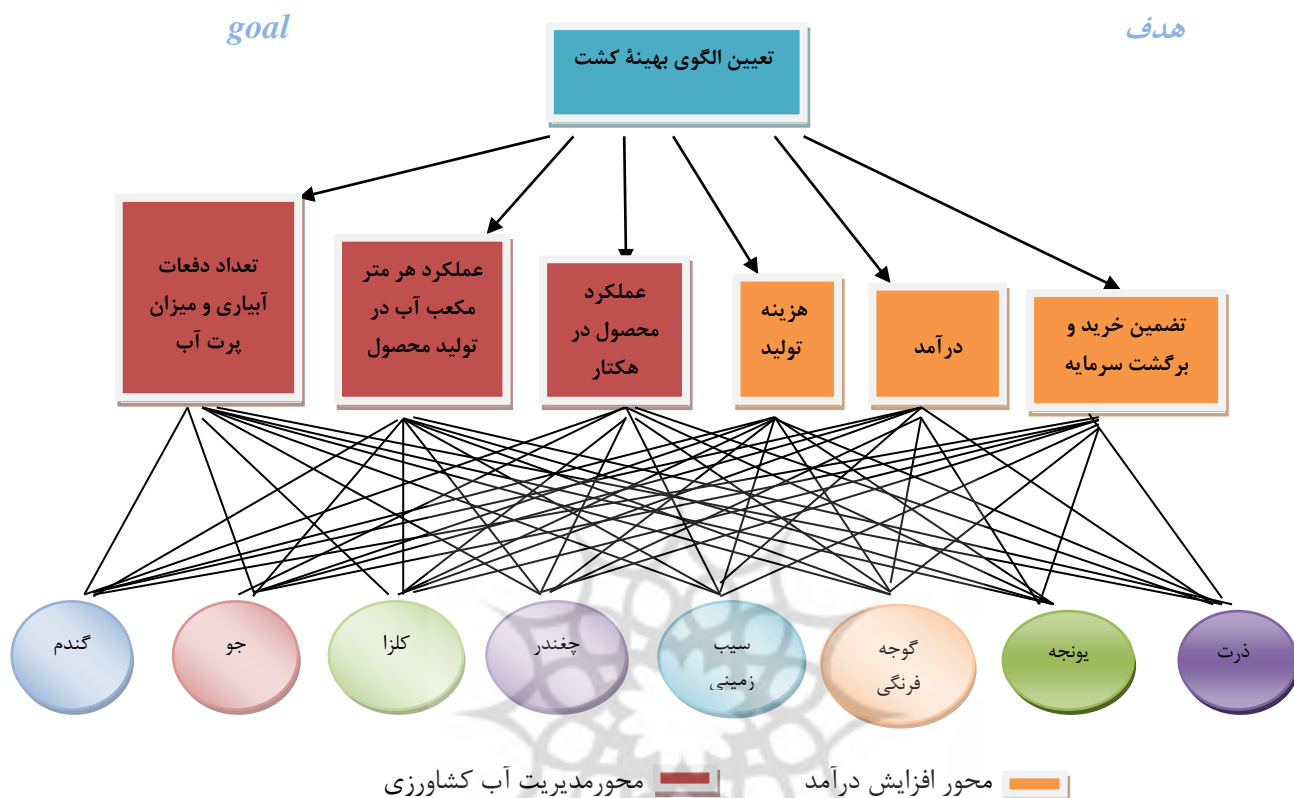 هدف
goal
تعیین الگوی بهینۀ کشت
تضمین خرید و
برگشت سرمایه
درآمد
هزینه
تولید
عملکرد
محصول در
هکتار
عملکرد هر متر
مکعب آب در
تولید محصول
تعداد دفعات
آبیاری و میزان
پرت آب
ذرت
یونجه
گوجه
فرنگی
سیب
زمینی
چغندر
کلزا
جو
گندم
محور افزایش درآمد
محورمدیریت آب کشاورزی